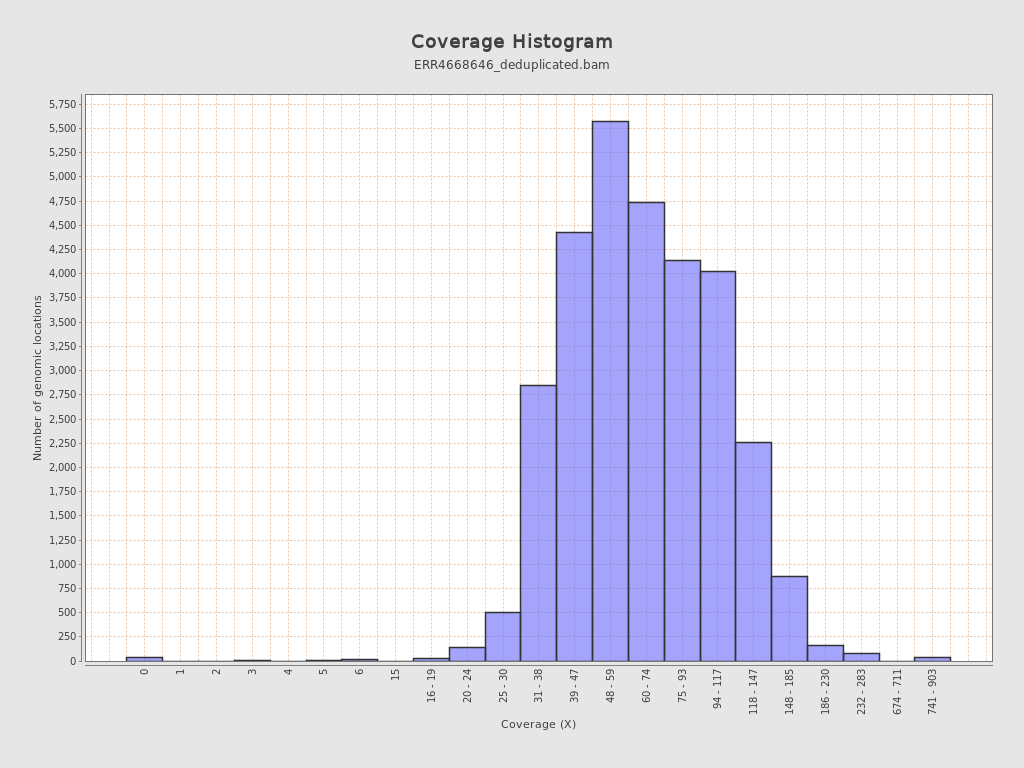 Coverage Histogram
ERR4668646_deduplicated.bam
Number of genomic locations
5,750
5,500
5,250
5,000
4,750
4,500
4,250
4,000
3,750
3,500
3,250
3,000
2,750
2,500
2,250
2,000
1,750
1,500
1,250
1,000
750
500
250
0
0
1
2
3
4
5
6
15
16 - 19
20 - 24
25 - 30
31 - 38
39 - 47
48 - 59
60 - 74
75 - 93
94 - 117
118 - 147
148 - 185
186 - 230
232 - 283
674 - 711
741 - 903
Coverage (X)